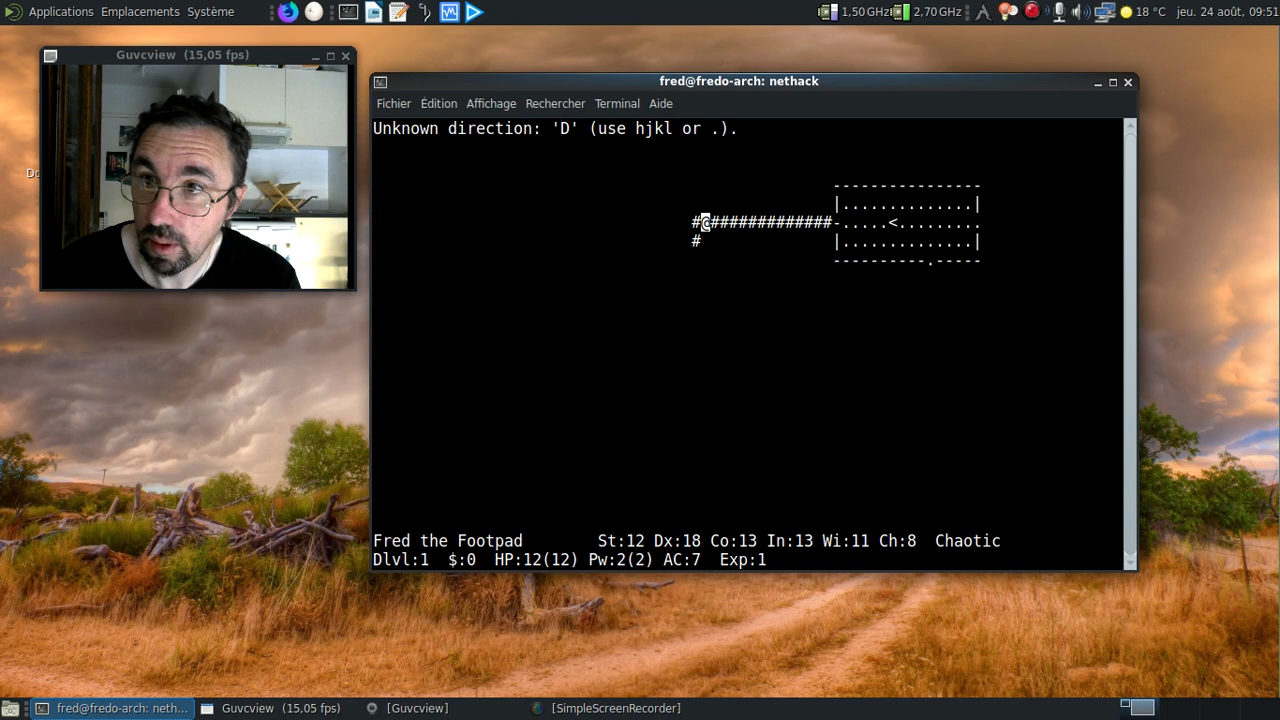 Applications Emplacements Système
1,50 GHz 2,70 GHz 18 °C jeu. 24 août, 09:51
Guvcview (15,05 fps)
fred@fredo-arch: nethack
Fichier Édition Affichage Rechercher Terminal Aide
Unknown direction: 'D' (use hjkl or .).
----------------
|..............|
#@#############-.....<.........
# |..............|
----------.-----
Fred the Footpad St:12 Dx:18 Co:13 In:13 Wi:11 Ch:8 Chaotic
Dlvl:1 $:0 HP:12(12) Pw:2(2) AC:7 Exp:1
fred@fredo-arch: neth... Guvcview (15,05 fps) [Guvcview] [SimpleScreenRecorder]